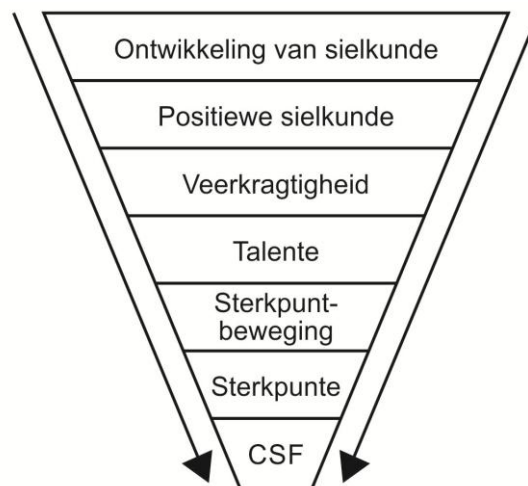 Ontwikkeling van sielkunde
Positiewe sielkunde
Veerkragtigheid
Talente
Sterkpunt-
beweging
Sterkpunte
CSF